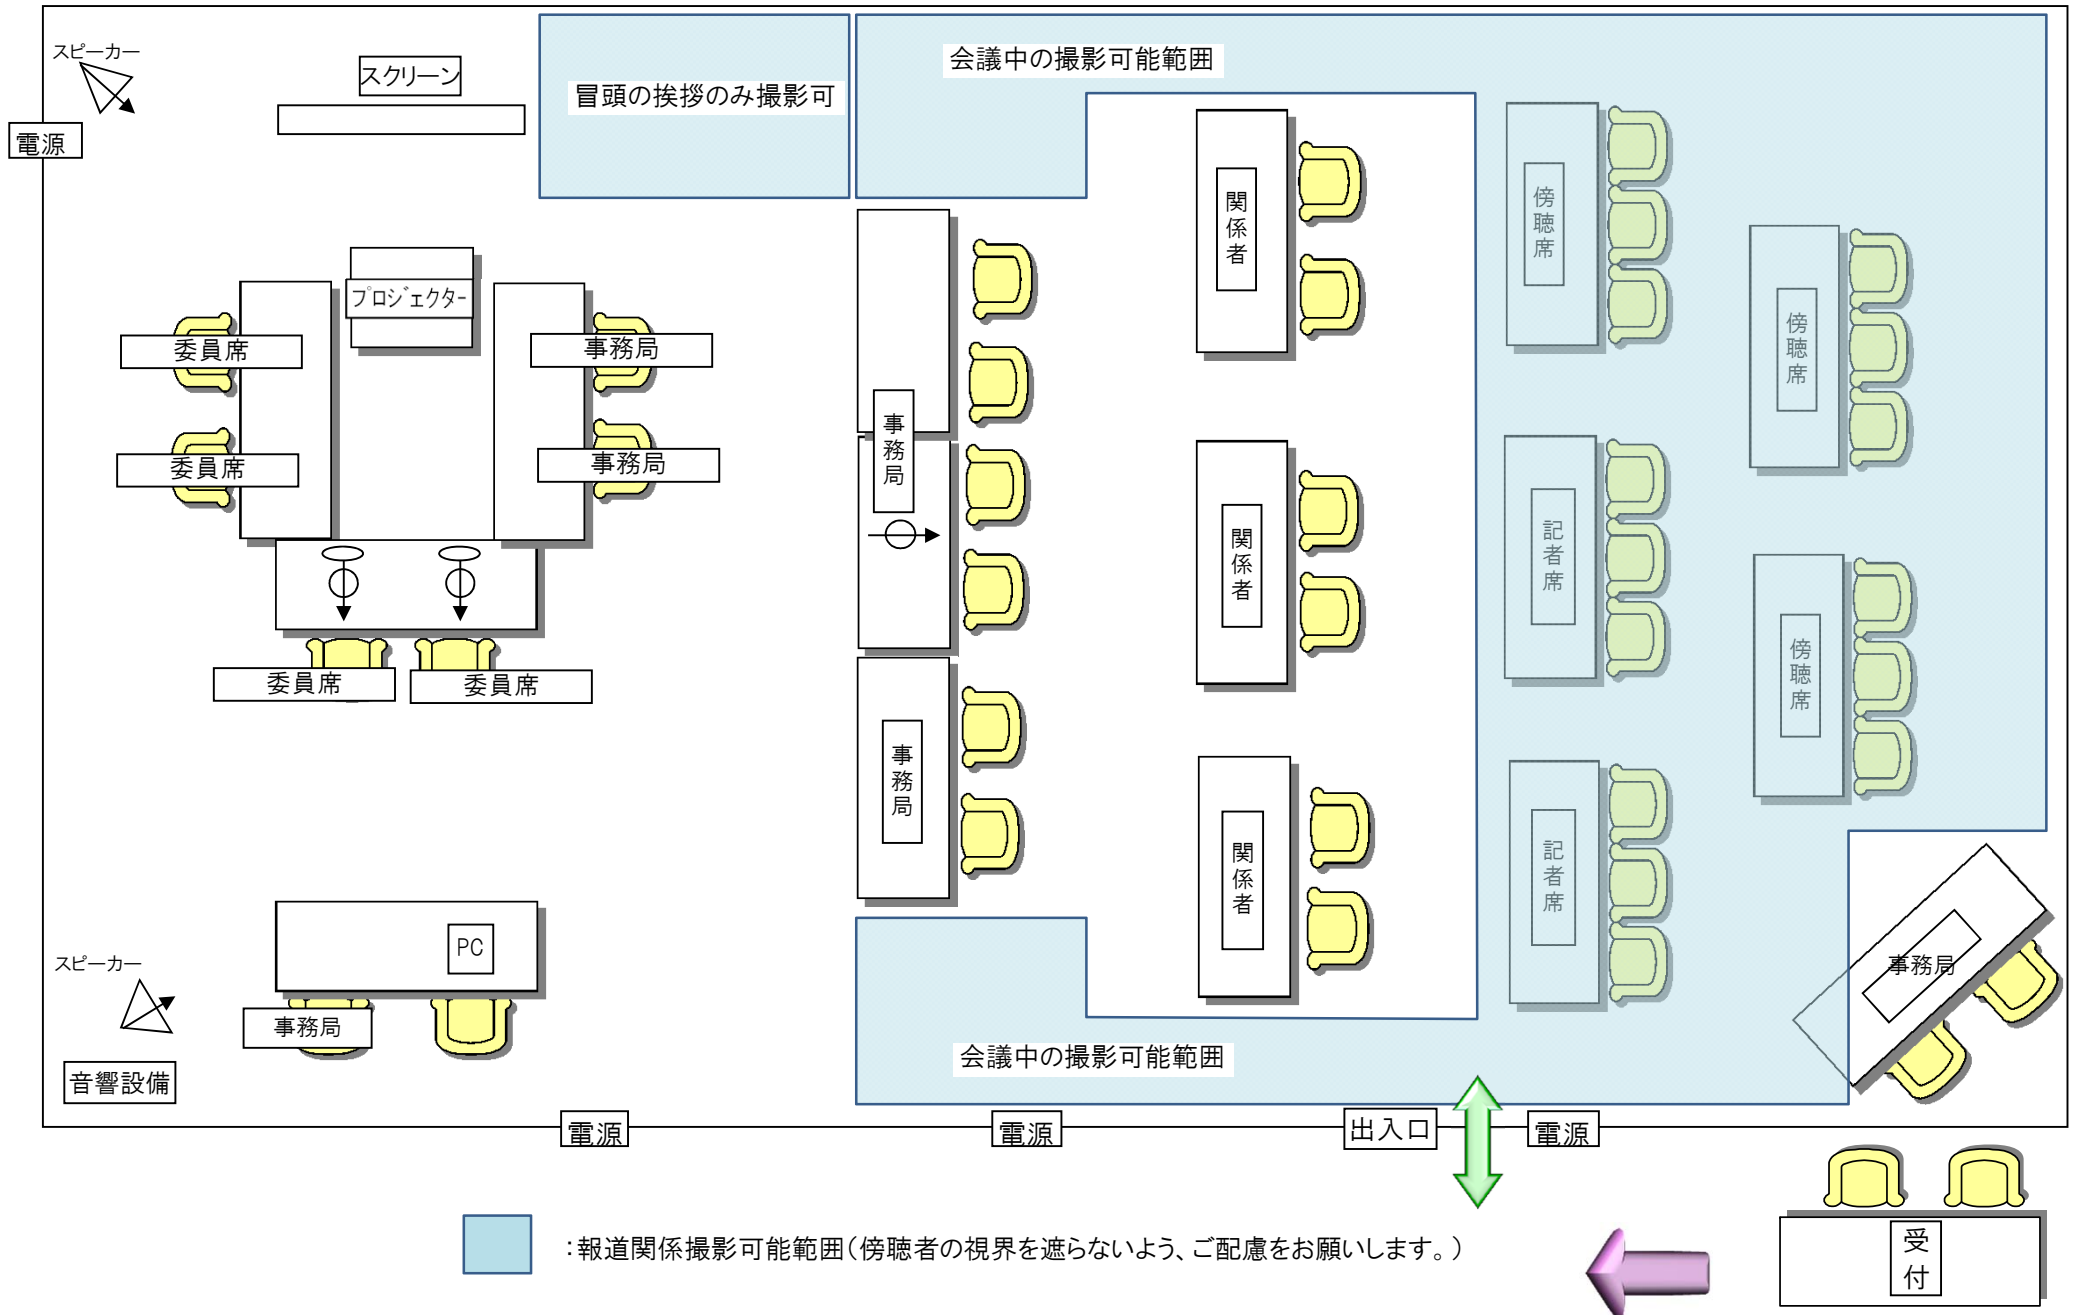 スピーカー
スクリーン
冒頭の挨拶のみ撮影可
会議中の撮影可能範囲
電源
プロジェクター
委員席
委員席
事務局
事務局
委員席
委員席
事務局
事務局
関係者
関係者
関係者
傍聴席
記者席
記者席
傍聴席
傍聴席
事務局
PC
事務局
スピーカー
音響設備
会議中の撮影可能範囲
電源
電源
出入口
電源
：報道関係撮影可能範囲（傍聴者の視界を遮らないよう、ご配慮をお願いします。）
受付